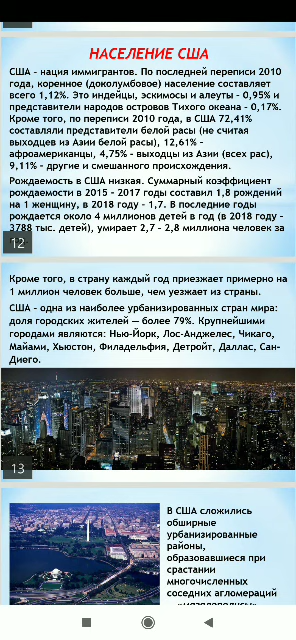 НАСЕЛЕНИЕ США
США – нация иммигрантов. По последней переписи 2010
года, коренное (доколумбовое) население составляет
всего 1,12%. Это индейцы, эскимосы и алеуты – 0,95% и
представители народов островов Тихого океана – 0,17%.
Кроме того, по переписи 2010 года, в США 72,41%
составляли представители белой расы (не считая
выходцев из Азии белой расы), 12,61% –
афроамериканцы, 4,75% – выходцы из Азии (всех рас),
9,11% – другие и смешанного происхождения.
Рождаемость в США низкая. Суммарный коэффициент
рождаемости в 2015 – 2017 годы составил 1,8 рождений
на 1 женщину, в 2018 году – 1,7. В последние годы
рождается около 4 миллионов детей в год (в 2018 году –
3788 тыс. детей), умирает 2,7 – 2,8 миллиона человек за
12
Кроме того, в страну каждый год приезжает примерно на
1 миллион человек больше, чем уезжает из страны.
США – одна из наиболее урбанизированных стран мира:
доля городских жителей — более 79%. Крупнейшими
городами являются: Нью-Йорк, Лос-Анджелес, Чикаго,
Майами, Хьюстон, Филадельфия, Детройт, Даллас, Сан-
Диего.
13
В США сложились
обширные
урбанизированные
районы,
образовавшиеся при
срастании
многочисленных
соседних агломераций
– «мегалополисы»